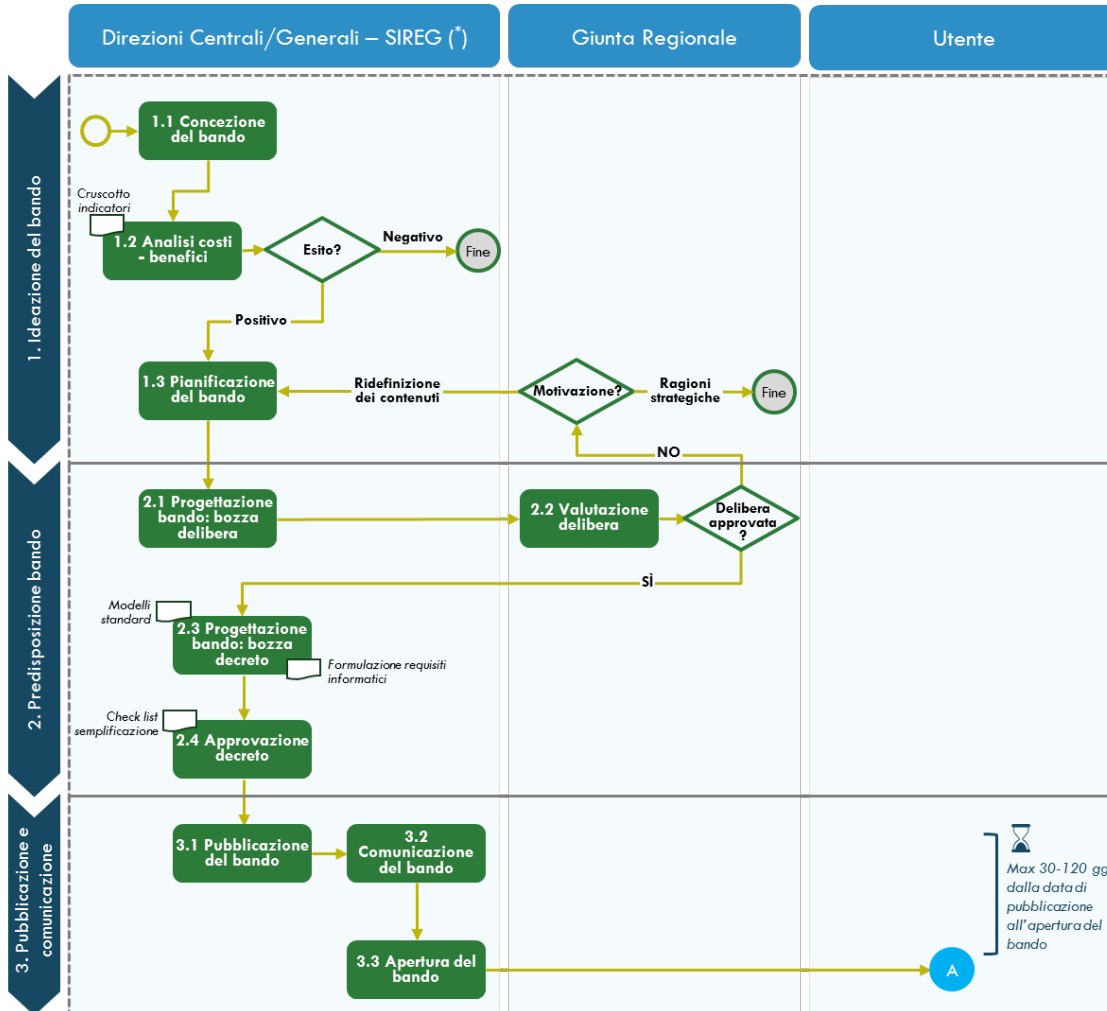 Direzioni Centrali/Generali – SIREG (*)
Giunta Regionale
Utente
1. Ideazione del bando
1.1 Concezione
del bando
Cruscotto
indicatori
1.2 Analisi costi
- benefici
Esito?
Negativo
Fine
Positivo
1.3 Pianificazione
del bando
Ridefinizione
dei contenuti
Motivazione?
Ragioni
strategiche
Fine
NO
2. Predisposizione bando
2.1 Progettazione
bando: bozza
delibera
2.2 Valutazione
delibera
Delibera
approvata
?
SÌ
Modelli
standard
2.3 Progettazione
bando: bozza
decreto
Formulazione requisiti
informatici
Check list
semplificazione
2.4 Approvazione
decreto
3. Pubblicazione e
comunicazione
3.1 Pubblicazione
del bando
3.2
Comunicazione
del bando
Max 30-120 gg
dalla data di
pubblicazione
all'apertura del
bando
3.3 Apertura del
bando
A